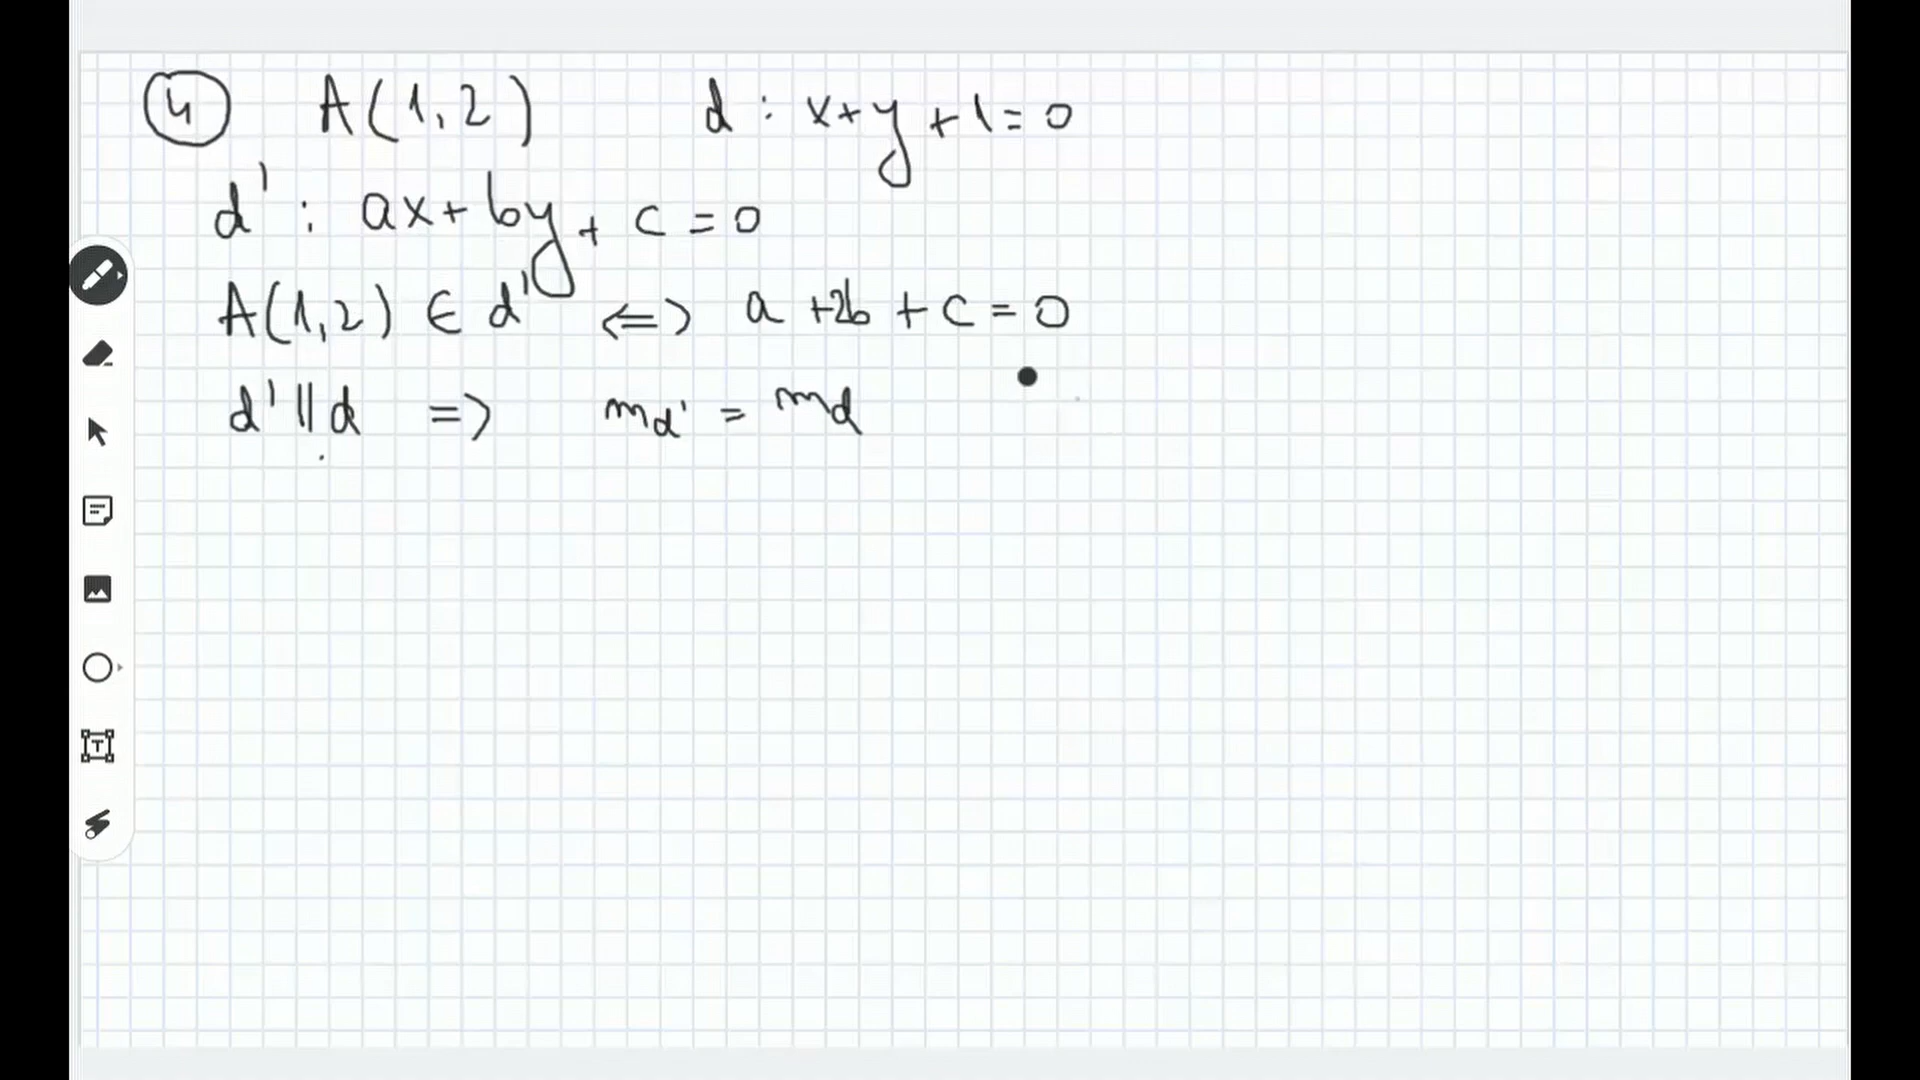 ④ A(1,2) d : x+y+1=0
d' : ax+by+c=0
A(1,2) ∈ d' <=> a+2b+c=0
d' || d => m_d' = m_d